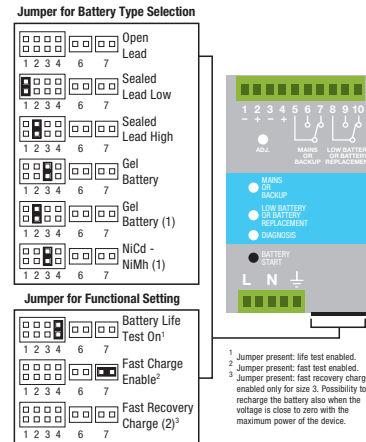 Jumper for Battery Type Selection
Open
Lead
1 2 3 4 6 7
Sealed
Lead Low
1 2 3 4 6 7
Sealed
Lead High
1 2 3 4 6 7
Gel
Battery
1 2 3 4 6 7
Gel
Battery (1)
1 2 3 4 6 7
NiCd -
NiMh (1)
1 2 3 4 6 7
Jumper for Functional Setting
Battery Life
Test On1
1 2 3 4 6 7
Fast Charge
Enable2
1 2 3 4 6 7
Fast Recovery
Charge (2)3
1 2 3 4 6 7
1 2 3 4 5 6 7 8 9 10
− + − +
ADJ.
MAINS
OR
BACKUP
LOW BATTERY
OR BATTERY
REPLACEMENT
MAINS
OR
BACKUP
LOW BATTERY
OR BATTERY
REPLACEMENT
DIAGNOSIS
BATTERY
START
L N
1 Jumper present: life test enabled.
2 Jumper present: fast test enabled.
3 Jumper present: fast recovery charg
enabled only for size 3. Possibility to
recharge the battery also when the
voltage is close to zero with the
maximum power of the device.